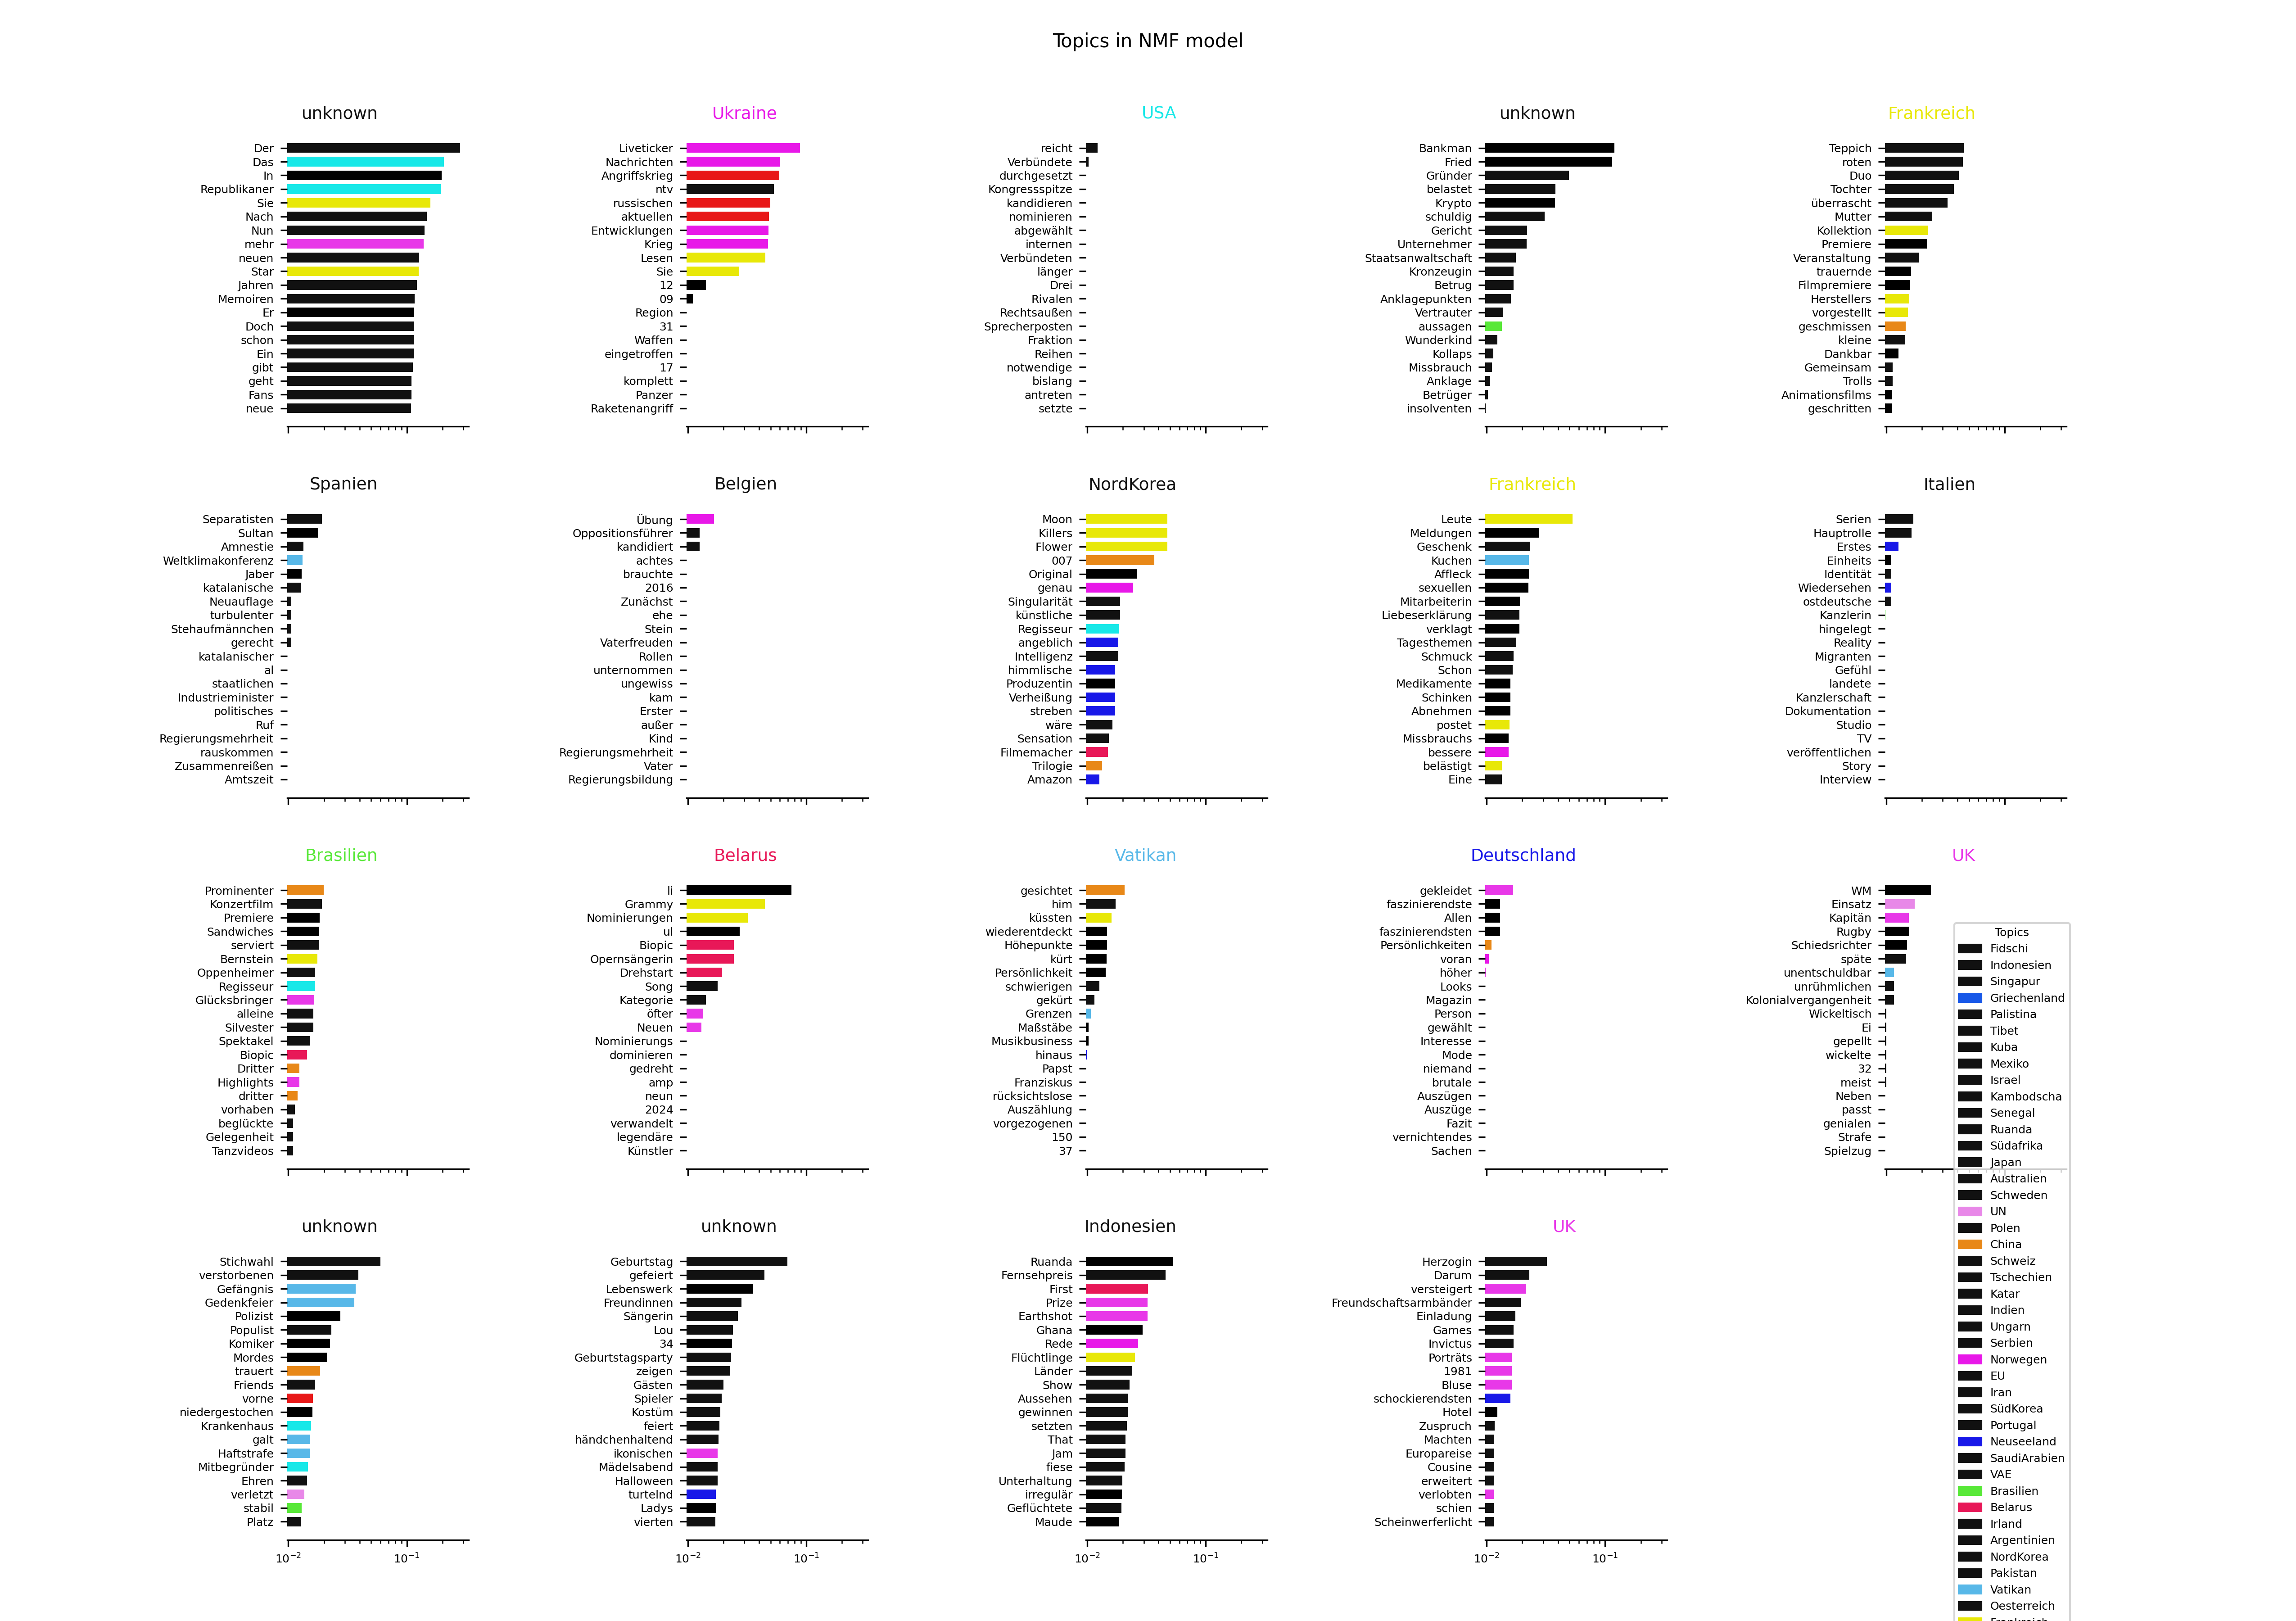 Topics in NMF model
unknown
Der
Das
In
Republikaner
Sie
Nach
Nun
mehr
neuen
Star
Jahren
Memoiren
Er
Doch
schon
Ein
gibt
geht
Fans
neue
Ukraine
Liveticker
Nachrichten
Angriffskrieg
ntv
russischen
aktuellen
Entwicklungen
Krieg
Lesen
Sie
12
09
Region
31
Waffen
eingetroffen
17
komplett
Panzer
Raketenangriff
USA
reicht
Verbündete
durchgesetzt
Kongressspitze
kandidieren
nominieren
abgewählt
internen
Verbündeten
länger
Drei
Rivalen
Rechtsaußen
Sprecherposten
Fraktion
Reihen
notwendige
bislang
antreten
setzte
unknown
Bankman
Fried
Gründer
belastet
Krypto
schuldig
Gericht
Unternehmer
Staatsanwaltschaft
Kronzeugin
Betrug
Anklagepunkten
Vertrauter
aussagen
Wunderkind
Kollaps
Missbrauch
Anklage
Betrüger
insolventen
Frankreich
Teppich
roten
Duo
Tochter
überrascht
Mutter
Kollektion
Premiere
Veranstaltung
trauernde
Filmpremiere
Herstellers
vorgestellt
geschmissen
kleine
Dankbar
Gemeinsam
Trolls
Animationsfilms
geschritten
Spanien
Separatisten
Sultan
Amnestie
Weltklimakonferenz
Jaber
katalanische
Neuauflage
turbulenter
Stehaufmännchen
gerecht
katalanischer
al
staatlichen
Industrieminister
politisches
Ruf
Regierungsmehrheit
rauskommen
Zusammenreißen
Amtszeit
Belgien
Übung
Oppositionsführer
kandidiert
achtes
brauchte
2016
Zunächst
ehe
Stein
Vaterfreuden
Rollen
unternommen
ungewiss
kam
Erster
außer
Kind
Regierungsmehrheit
Vater
Regierungsbildung
NordKorea
Moon
Killers
Flower
007
Original
genau
Singularität
künstliche
Regisseur
angeblich
Intelligenz
himmlische
Produzentin
Verheißung
streben
wäre
Sensation
Filmemacher
Trilogie
Amazon
Frankreich
Leute
Meldungen
Geschenk
Kuchen
Affleck
sexuellen
Mitarbeiterin
Liebeserklärung
verklagt
Tagesthemen
Schmuck
Schon
Medikamente
Schinken
Abnehmen
postet
Missbrauchs
bessere
belästigt
Eine
Italien
Serien
Hauptrolle
Erstes
Einheits
Identität
Wiedersehen
ostdeutsche
Kanzlerin
hingelegt
Reality
Migranten
Gefühl
landete
Kanzlerschaft
Dokumentation
Studio
TV
veröffentlichen
Story
Interview
Brasilien
Prominenter
Konzertfilm
Premiere
Sandwiches
serviert
Bernstein
Oppenheimer
Regisseur
Glücksbringer
alleine
Silvester
Spektakel
Biopic
Dritter
Highlights
dritter
vorhaben
beglückte
Gelegenheit
Tanzvideos
Belarus
li
Grammy
Nominierungen
ul
Biopic
Opernsängerin
Drehstart
Song
Kategorie
öfter
Neuen
Nominierungs
dominieren
gedreht
amp
neun
2024
verwandelt
legendäre
Künstler
Vatikan
gesichtet
him
küssten
wiederentdeckt
Höhepunkte
kürt
Persönlichkeit
schwierigen
gekürt
Grenzen
Maßstäbe
Musikbusiness
hinaus
Papst
Franziskus
rücksichtslose
Auszählung
vorgezogenen
150
37
Deutschland
gekleidet
faszinierendste
Allen
faszinierendsten
Persönlichkeiten
voran
höher
Looks
Magazin
Person
gewählt
Interesse
Mode
niemand
brutale
Auszügen
Auszüge
Fazit
vernichtendes
Sachen
UK
WM
Einsatz
Kapitän
Rugby
Schiedsrichter
späte
unentschuldbar
unrühmlichen
Kolonialvergangenheit
Wickeltisch
Ei
gepellt
wickelte
32
meist
Neben
passt
genialen
Strafe
Spielzug
unknown
Stichwahl
verstorbenen
Gefängnis
Gedenkfeier
Polizist
Populist
Komiker
Mordes
trauert
Friends
vorne
niedergestochen
Krankenhaus
galt
Haftstrafe
Mitbegründer
Ehren
verletzt
stabil
Platz
10⁻² 10⁻¹
unknown
Geburtstag
gefeiert
Lebenswerk
Freundinnen
Sängerin
Lou
34
Geburtstagsparty
zeigen
Gästen
Spieler
Kostüm
feiert
händchenhaltend
ikonischen
Mädelsabend
Halloween
turtelnd
Ladys
vierten
10⁻² 10⁻¹
Indonesien
Ruanda
Fernsehpreis
First
Prize
Earthshot
Ghana
Rede
Flüchtlinge
Länder
Show
Aussehen
gewinnen
setzten
That
Jam
fiese
Unterhaltung
irregulär
Geflüchtete
Maude
10⁻² 10⁻¹
UK
Herzogin
Darum
versteigert
Freundschaftsarmbänder
Einladung
Games
Invictus
Porträts
1981
Bluse
schockierendsten
Hotel
Zuspruch
Machten
Europareise
Cousine
erweitert
verlobten
schien
Scheinwerferlicht
10⁻² 10⁻¹
Topics
Fidschi
Indonesien
Singapur
Griechenland
Palistina
Tibet
Kuba
Mexiko
Israel
Kambodscha
Senegal
Ruanda
Südafrika
Japan
Australien
Schweden
UN
Polen
China
Schweiz
Tschechien
Katar
Indien
Ungarn
Serbien
Norwegen
EU
Iran
SüdKorea
Portugal
Neuseeland
SaudiArabien
VAE
Brasilien
Belarus
Irland
Argentinien
NordKorea
Pakistan
Vatikan
Oesterreich